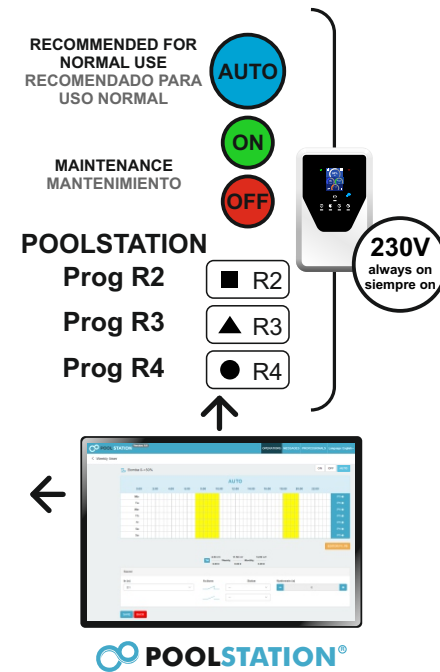 RECOMMENDED FOR
NORMAL USE
RECOMENDADO PARA
USO NORMAL
AUTO
ON
MAINTENANCE
MANTENIMIENTO
OFF
230V
always on
siempre on
POOLSTATION
Prog R2
R2
Prog R3
R3
Prog R4
R4
POOLSTATION
AUTO
POOLSTATION®